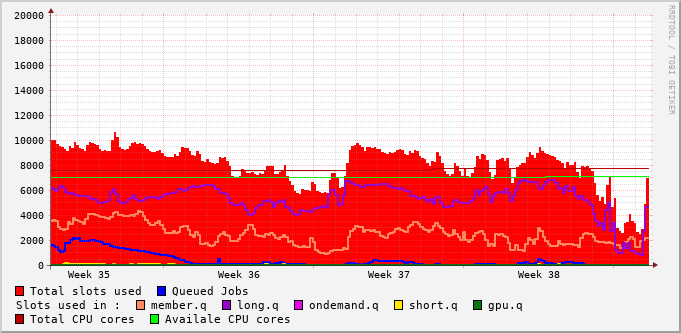 RRDTOOL / TOBI OETIKER
20000
18000
16000
14000
12000
10000
8000
6000
4000
2000
0
Week 35 Week 36 Week 37 Week 38
Total slots used Queued Jobs
Slots used in : member.q long.q ondemand.q short.q gpu.q
Total CPU cores Availale CPU cores